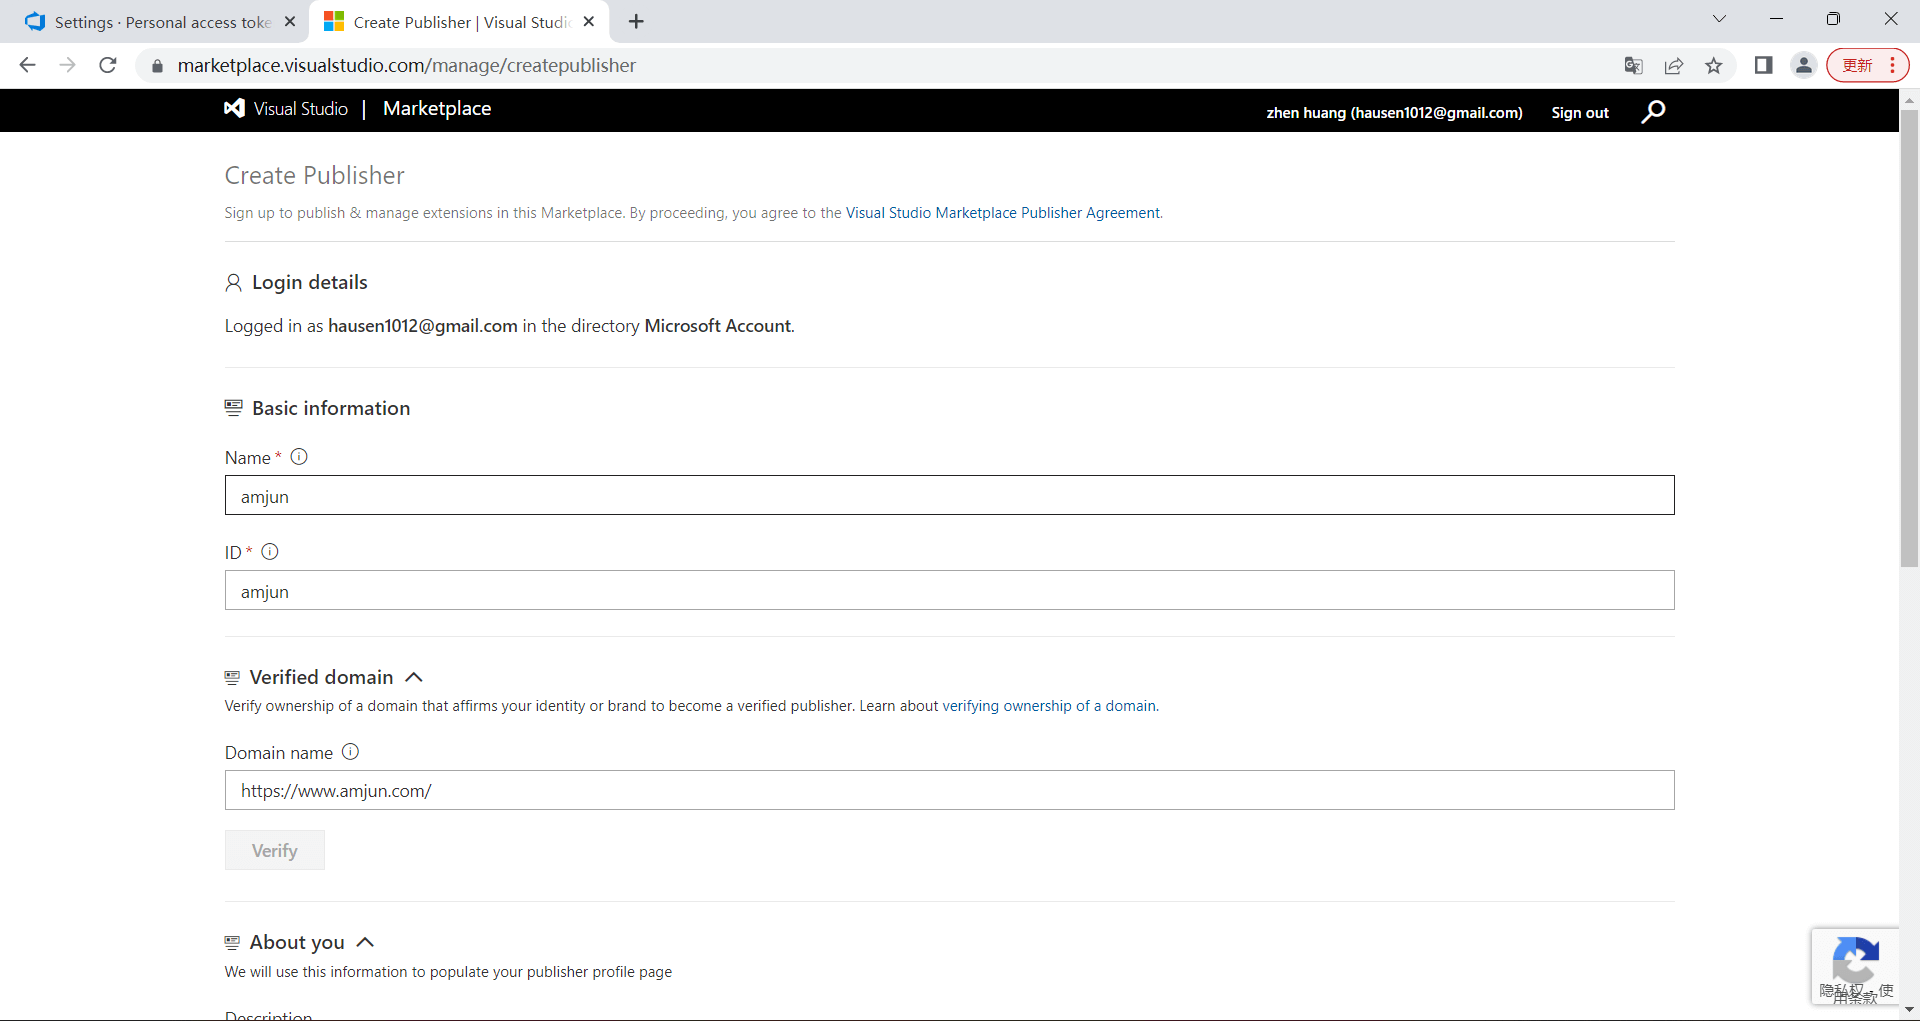 Settings · Personal access toke
Create Publisher | Visual Studi
marketplace.visualstudio.com/manage/createpublisher
更新
Visual Studio | Marketplace
zhen huang (hausen1012@gmail.com)
Sign out
Create Publisher
Sign up to publish & manage extensions in this Marketplace. By proceeding, you agree to the Visual Studio Marketplace Publisher Agreement.
Login details
Logged in as hausen1012@gmail.com in the directory Microsoft Account.
Basic information
Name *
amjun
ID *
amjun
Verified domain
Verify ownership of a domain that affirms your identity or brand to become a verified publisher. Learn about verifying ownership of a domain.
Domain name
https://www.amjun.com/
Verify
About you
We will use this information to populate your publisher profile page
Description
隐私权 - 使
用条款